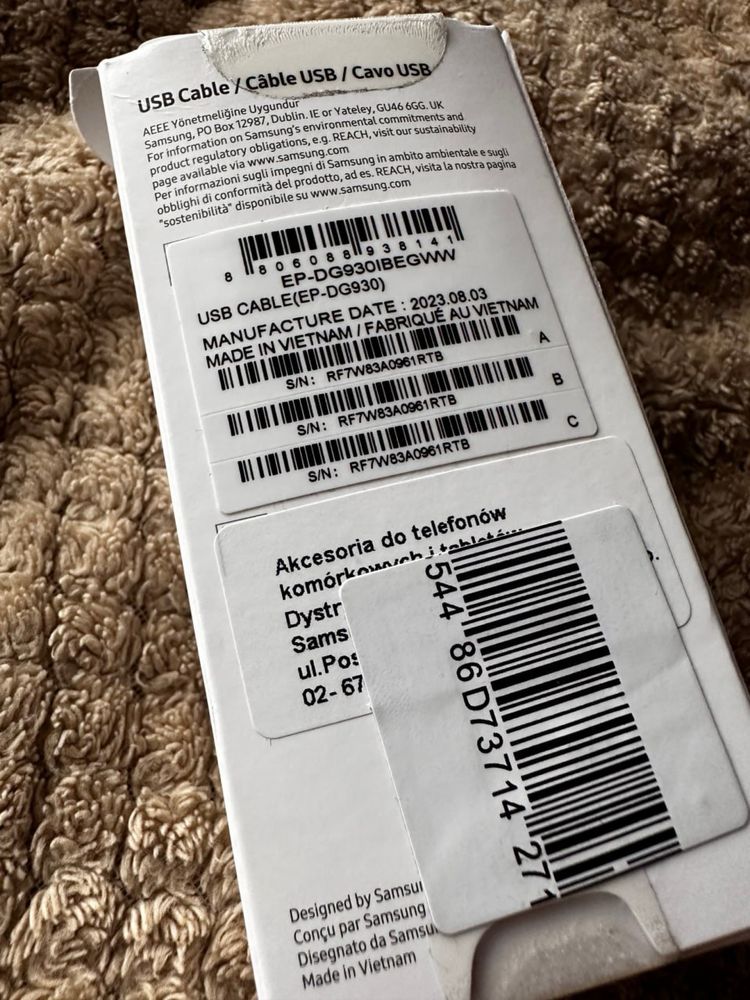 USB Cable / Câble USB / Cavo USB
AEEE Yönetmeliğine Uygundur
Samsung, PO Box 12987, Dublin. IE or Yateley, GU46 6GG. UK
For information on Samsung's environmental commitments and
product regulatory obligations, e.g. REACH, visit our sustainability
page available via www.samsung.com
Per informazioni sugli impegni di Samsung in ambito ambientale e sugli
obblighi di conformità del prodotto, ad es. REACH, visita la nostra pagina
"sostenibilità" disponibile su www.samsung.com
8 806088 938141
EP-DG930IBEGWW
USB CABLE(EP-DG930)
MANUFACTURE DATE : 2023.08.03
MADE IN VIETNAM / FABRIQUÉ AU VIETNAM
A
S/N: RF7W83A0961RTB
B
S/N: RF7W83A0961RTB
C
S/N: RF7W83A0961RTB
Akcesoria do telefonów
komórkowych i tabletów
Dystr
Sams
ul.Pos
02-67
544 86D73714 271
Designed by Samsu
Conçu par Samsung
Disegnato da Samsu
Made in Vietnam